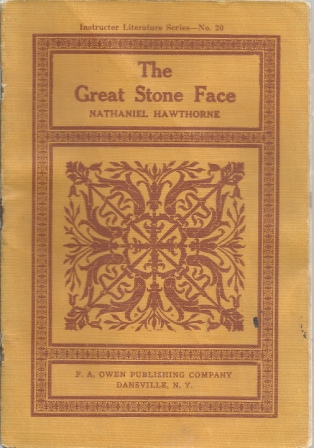 Instructor Literature Series—No. 20
The
Great Stone Face
NATHANIEL HAWTHORNE
F. A. OWEN PUBLISHING COMPANY
DANSVILLE, N. Y.